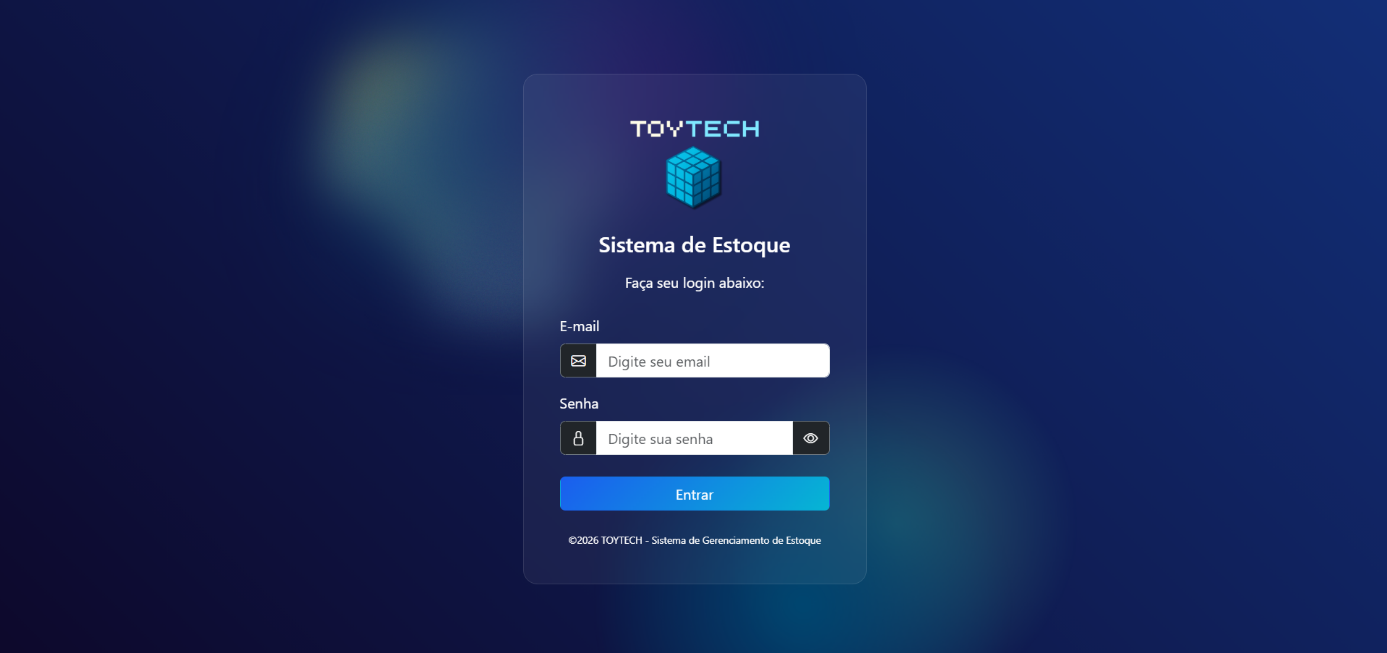 TOYTECH
Sistema de Estoque
Faça seu login abaixo:
E-mail
Digite seu email
Senha
Digite sua senha
Entrar
©2026 TOYTECH - Sistema de Gerenciamento de Estoque